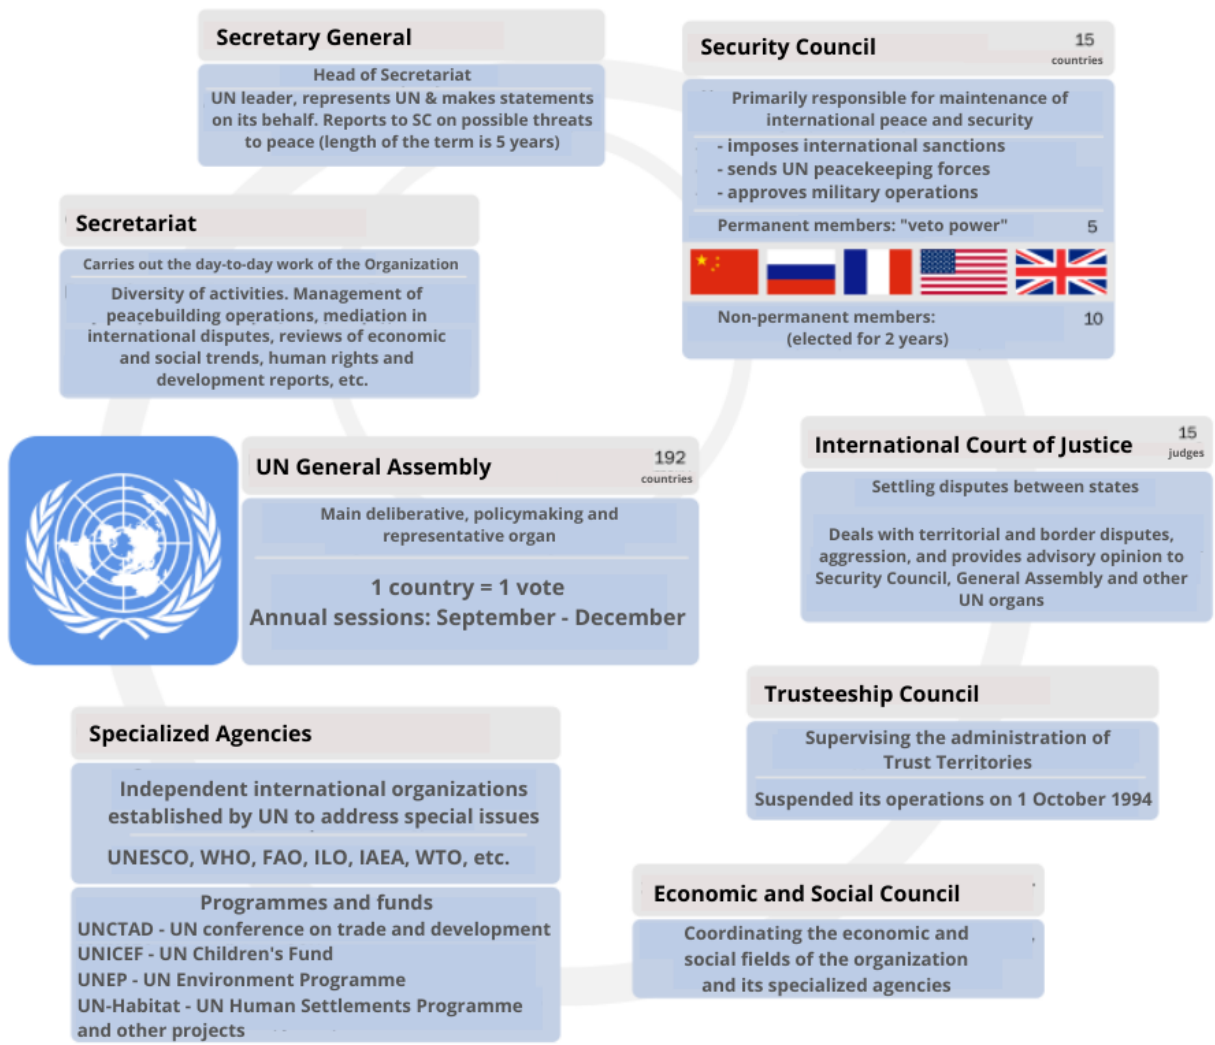 Secretary General
Head of Secretariat
UN leader, represents UN & makes statements
on its behalf. Reports to SC on possible threats
to peace (length of the term is 5 years)
Security Council
15
countries
Primarily responsible for maintenance of
international peace and security
- imposes international sanctions
- sends UN peacekeeping forces
- approves military operations
Permanent members: "veto power"
5
Non-permanent members:
10
(elected for 2 years)
Secretariat
Carries out the day-to-day work of the Organization
Diversity of activities. Management of
peacebuilding operations, mediation in
international disputes, reviews of economic
and social trends, human rights and
development reports, etc.
UN General Assembly
192
countries
Main deliberative, policymaking and
representative organ
1 country = 1 vote
Annual sessions: September - December
International Court of Justice
15
judges
Settling disputes between states
Deals with territorial and border disputes,
aggression, and provides advisory opinion to
Security Council, General Assembly and other
UN organs
Trusteeship Council
Supervising the administration of
Trust Territories
Suspended its operations on 1 October 1994
Specialized Agencies
Independent international organizations
established by UN to address special issues
UNESCO, WHO, FAO, ILO, IAEA, WTO, etc.
Programmes and funds
UNCTAD - UN conference on trade and development
UNICEF - UN Children's Fund
UNEP - UN Environment Programme
UN-Habitat - UN Human Settlements Programme
and other projects
Economic and Social Council
Coordinating the economic and
social fields of the organization
and its specialized agencies